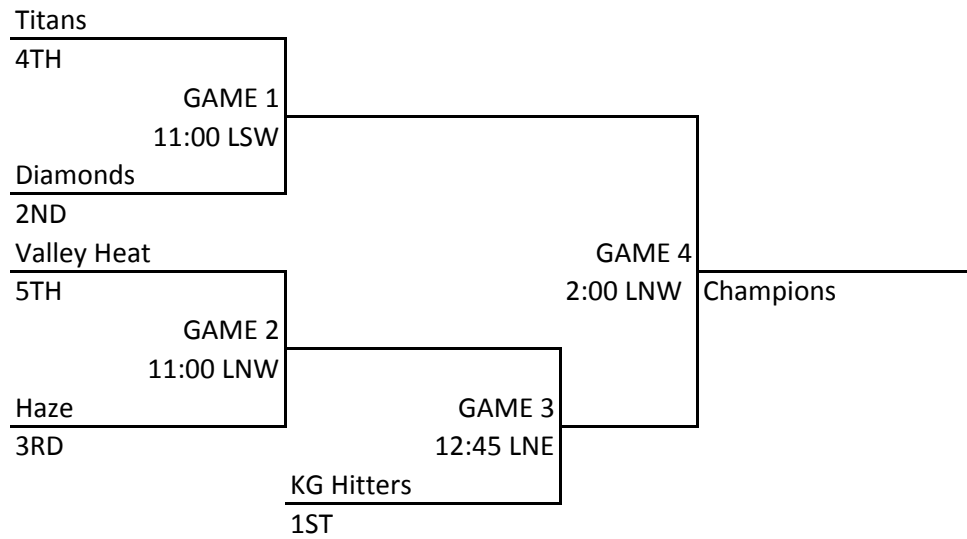 Titans
4TH
GAME 1
11:00 LSW
Diamonds
2ND
Valley Heat
5TH
GAME 2
11:00 LNW
Haze
3RD
GAME 3
12:45 LNE
KG Hitters
1ST
GAME 4
2:00 LNW
Champions